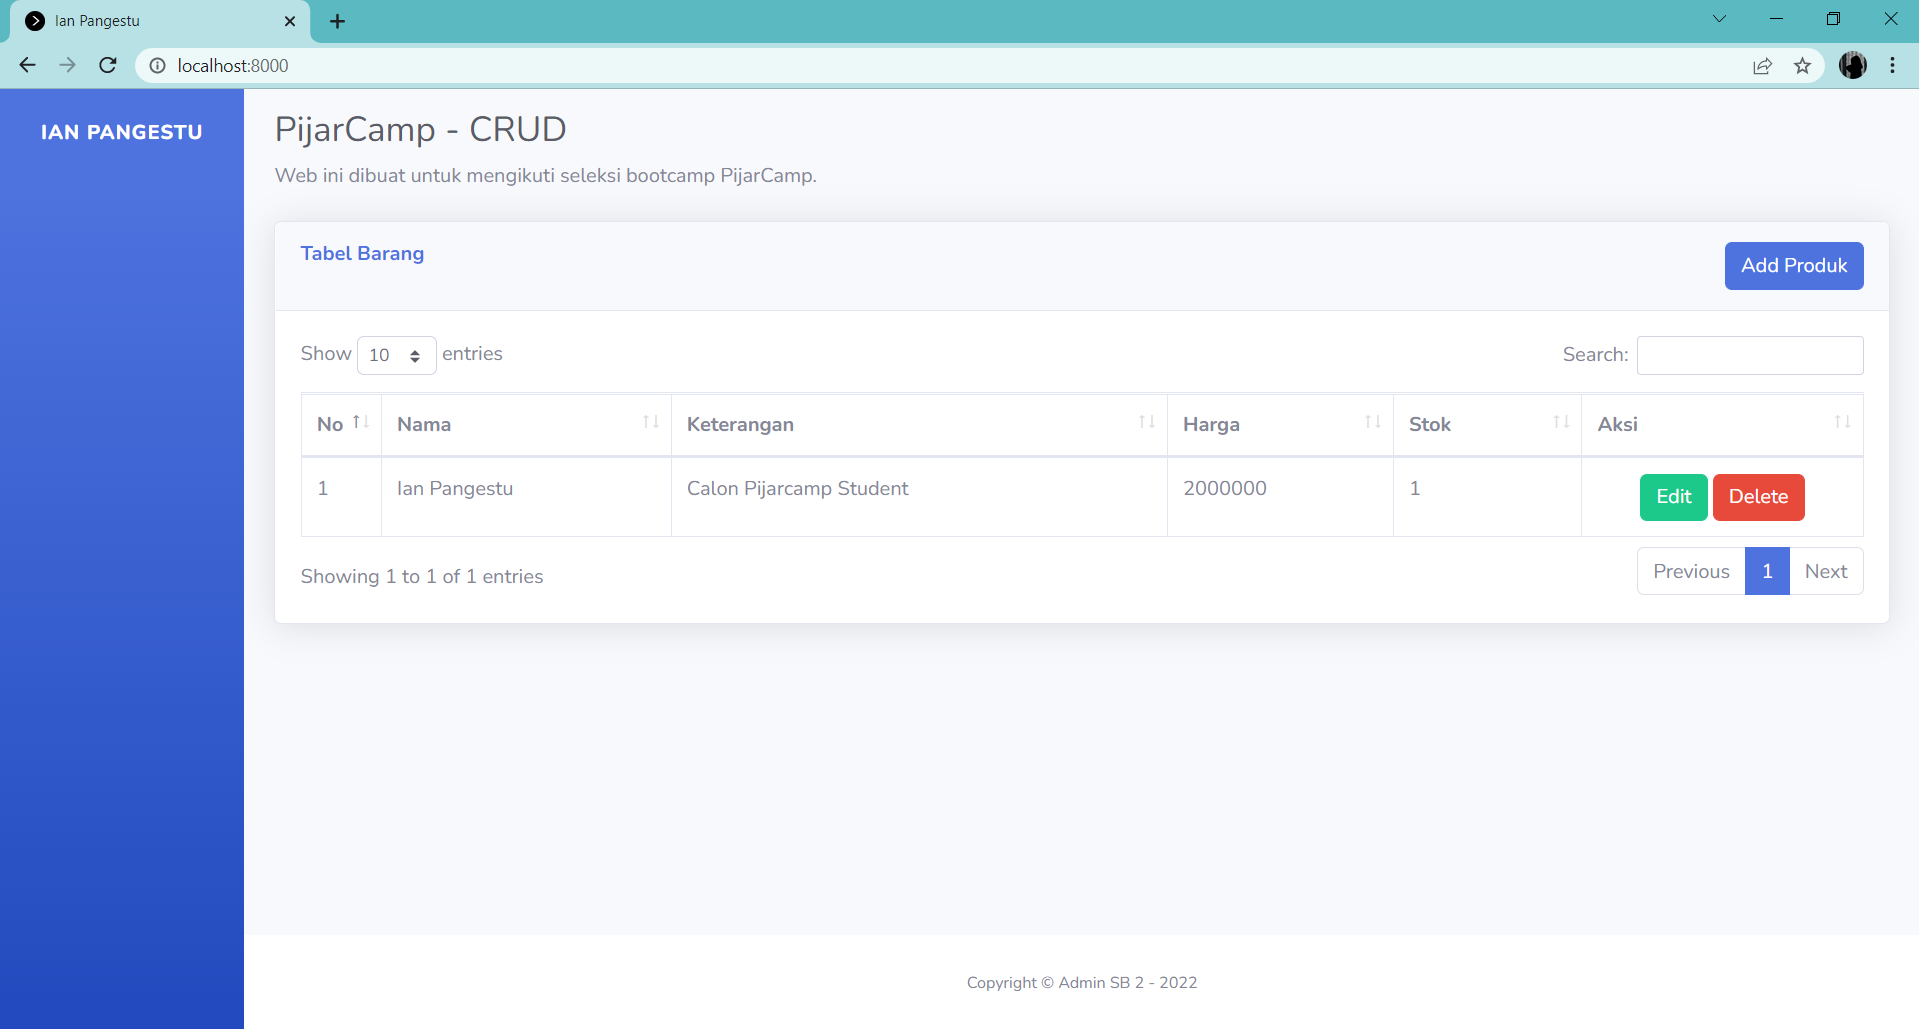 Ian Pangestu
localhost:8000
IAN PANGESTU
PijarCamp - CRUD
Web ini dibuat untuk mengikuti seleksi bootcamp PijarCamp.
Tabel Barang
Add Produk
Show 10 entries
Search:
No Nama Keterangan Harga Stok Aksi
1 Ian Pangestu Calon Pijarcamp Student 2000000 1 Edit Delete
Showing 1 to 1 of 1 entries
Previous 1 Next
Copyright © Admin SB 2 - 2022